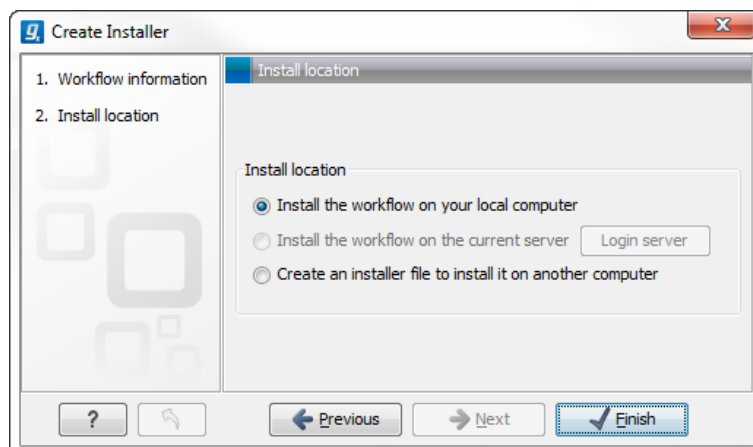 Create Installer
1. Workflow information
2. Install location
Install location
Install location
Install the workflow on your local computer
Install the workflow on the current server Login server
Create an installer file to install it on another computer
? Previous Next Finish